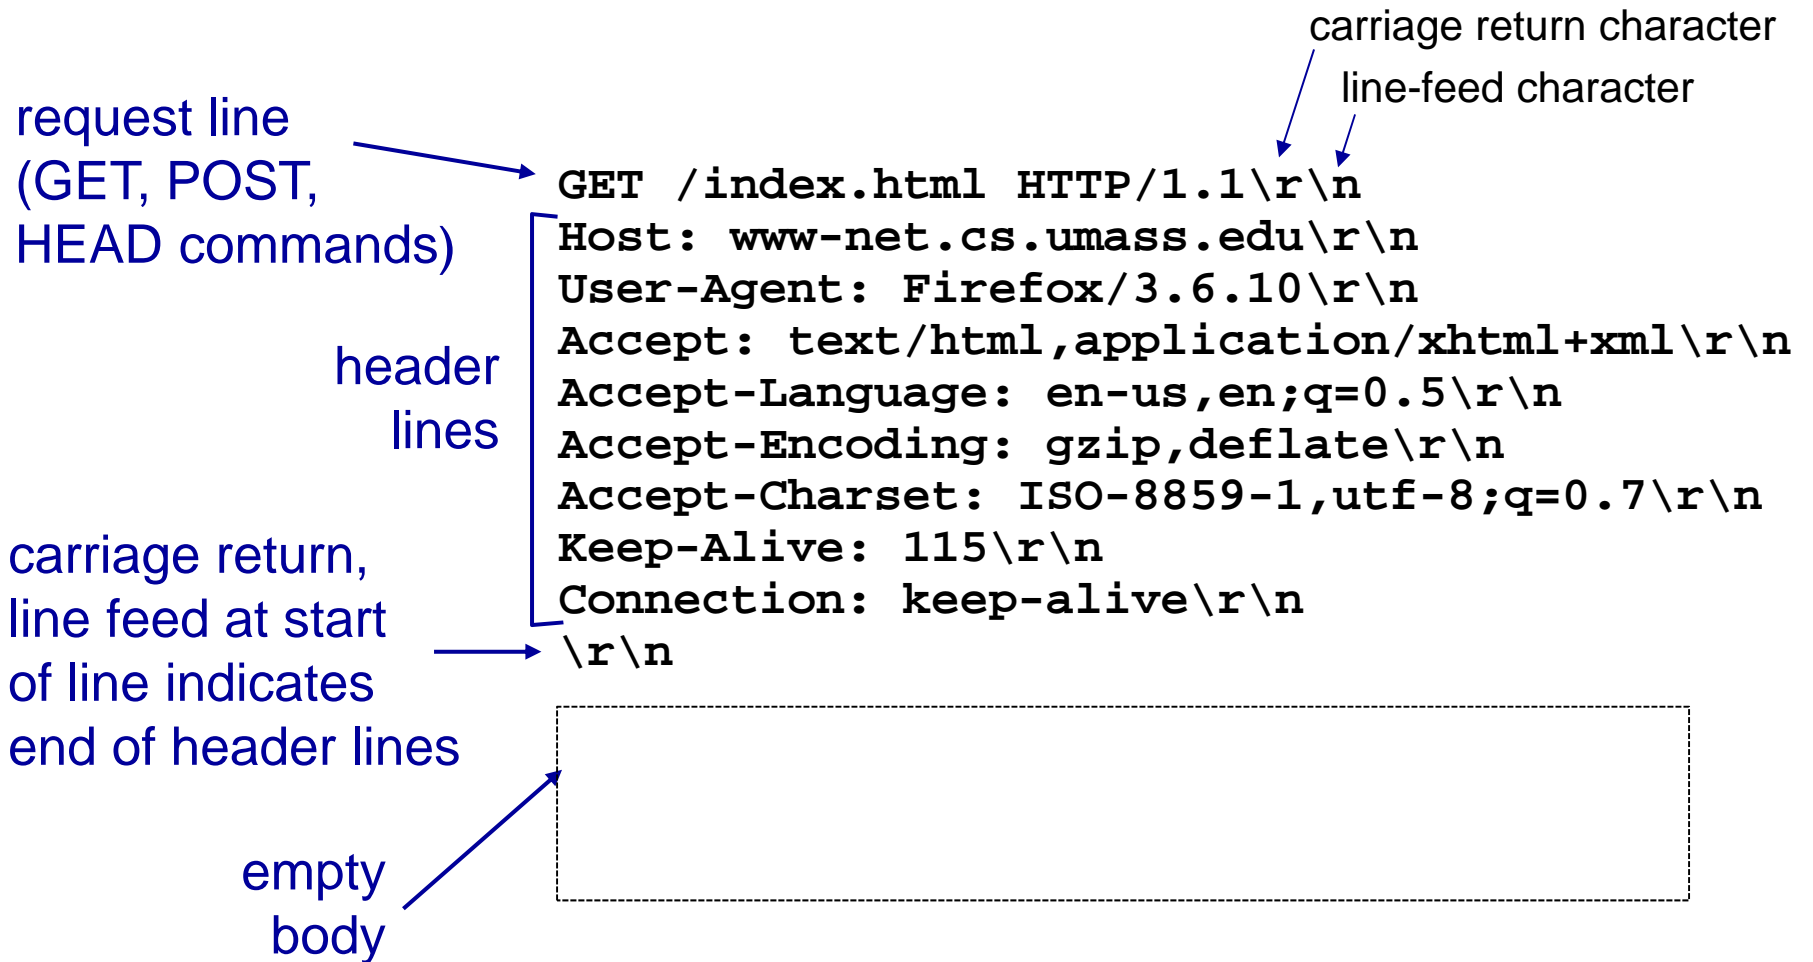 carriage return character
line-feed character
request line
(GET, POST,
HEAD commands)
GET /index.html HTTP/1.1\r\n
Host: www-net.cs.umass.edu\r\n
User-Agent: Firefox/3.6.10\r\n
Accept: text/html,application/xhtml+xml\r\n
Accept-Language: en-us,en;q=0.5\r\n
Accept-Encoding: gzip,deflate\r\n
Accept-Charset: ISO-8859-1,utf-8;q=0.7\r\n
Keep-Alive: 115\r\n
Connection: keep-alive\r\n
\r\n
header
lines
carriage return,
line feed at start
of line indicates
end of header lines
empty
body